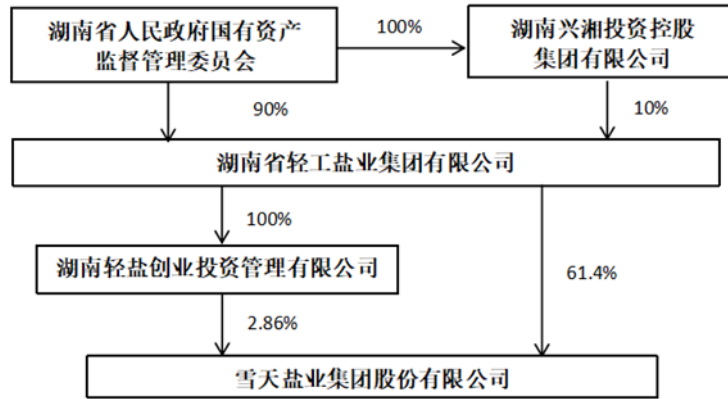 湖南省人民政府国有资产
监督管理委员会
100%
湖南兴湘投资控股
集团有限公司
90%
10%
湖南省轻工盐业集团有限公司
100%
湖南轻盐创业投资管理有限公司
61.4%
2.86%
雪天盐业集团股份有限公司